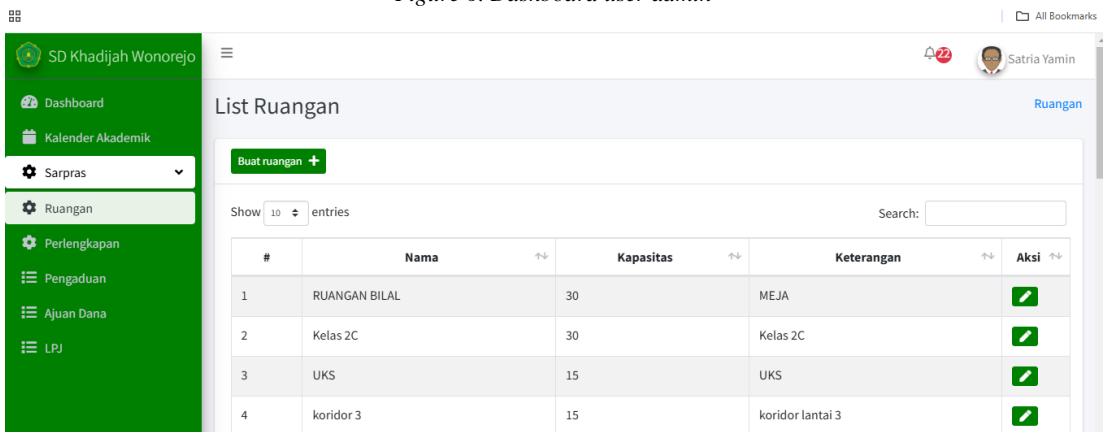 Figure 6. Dashboard user admin
All Bookmarks
SD Khadijah Wonorejo
22
Satria Yamin
Dashboard
Kalender Akademik
Sarpras
Ruangan
Perlengkapan
Pengaduan
Ajuan Dana
LPJ
List Ruangan
Ruangan
Buat ruangan +
Show 10 entries
Search:
# Nama Kapasitas Keterangan Aksi
1 RUANGAN BILAL 30 MEJA
2 Kelas 2C 30 Kelas 2C
3 UKS 15 UKS
4 koridor 3 15 koridor lantai 3